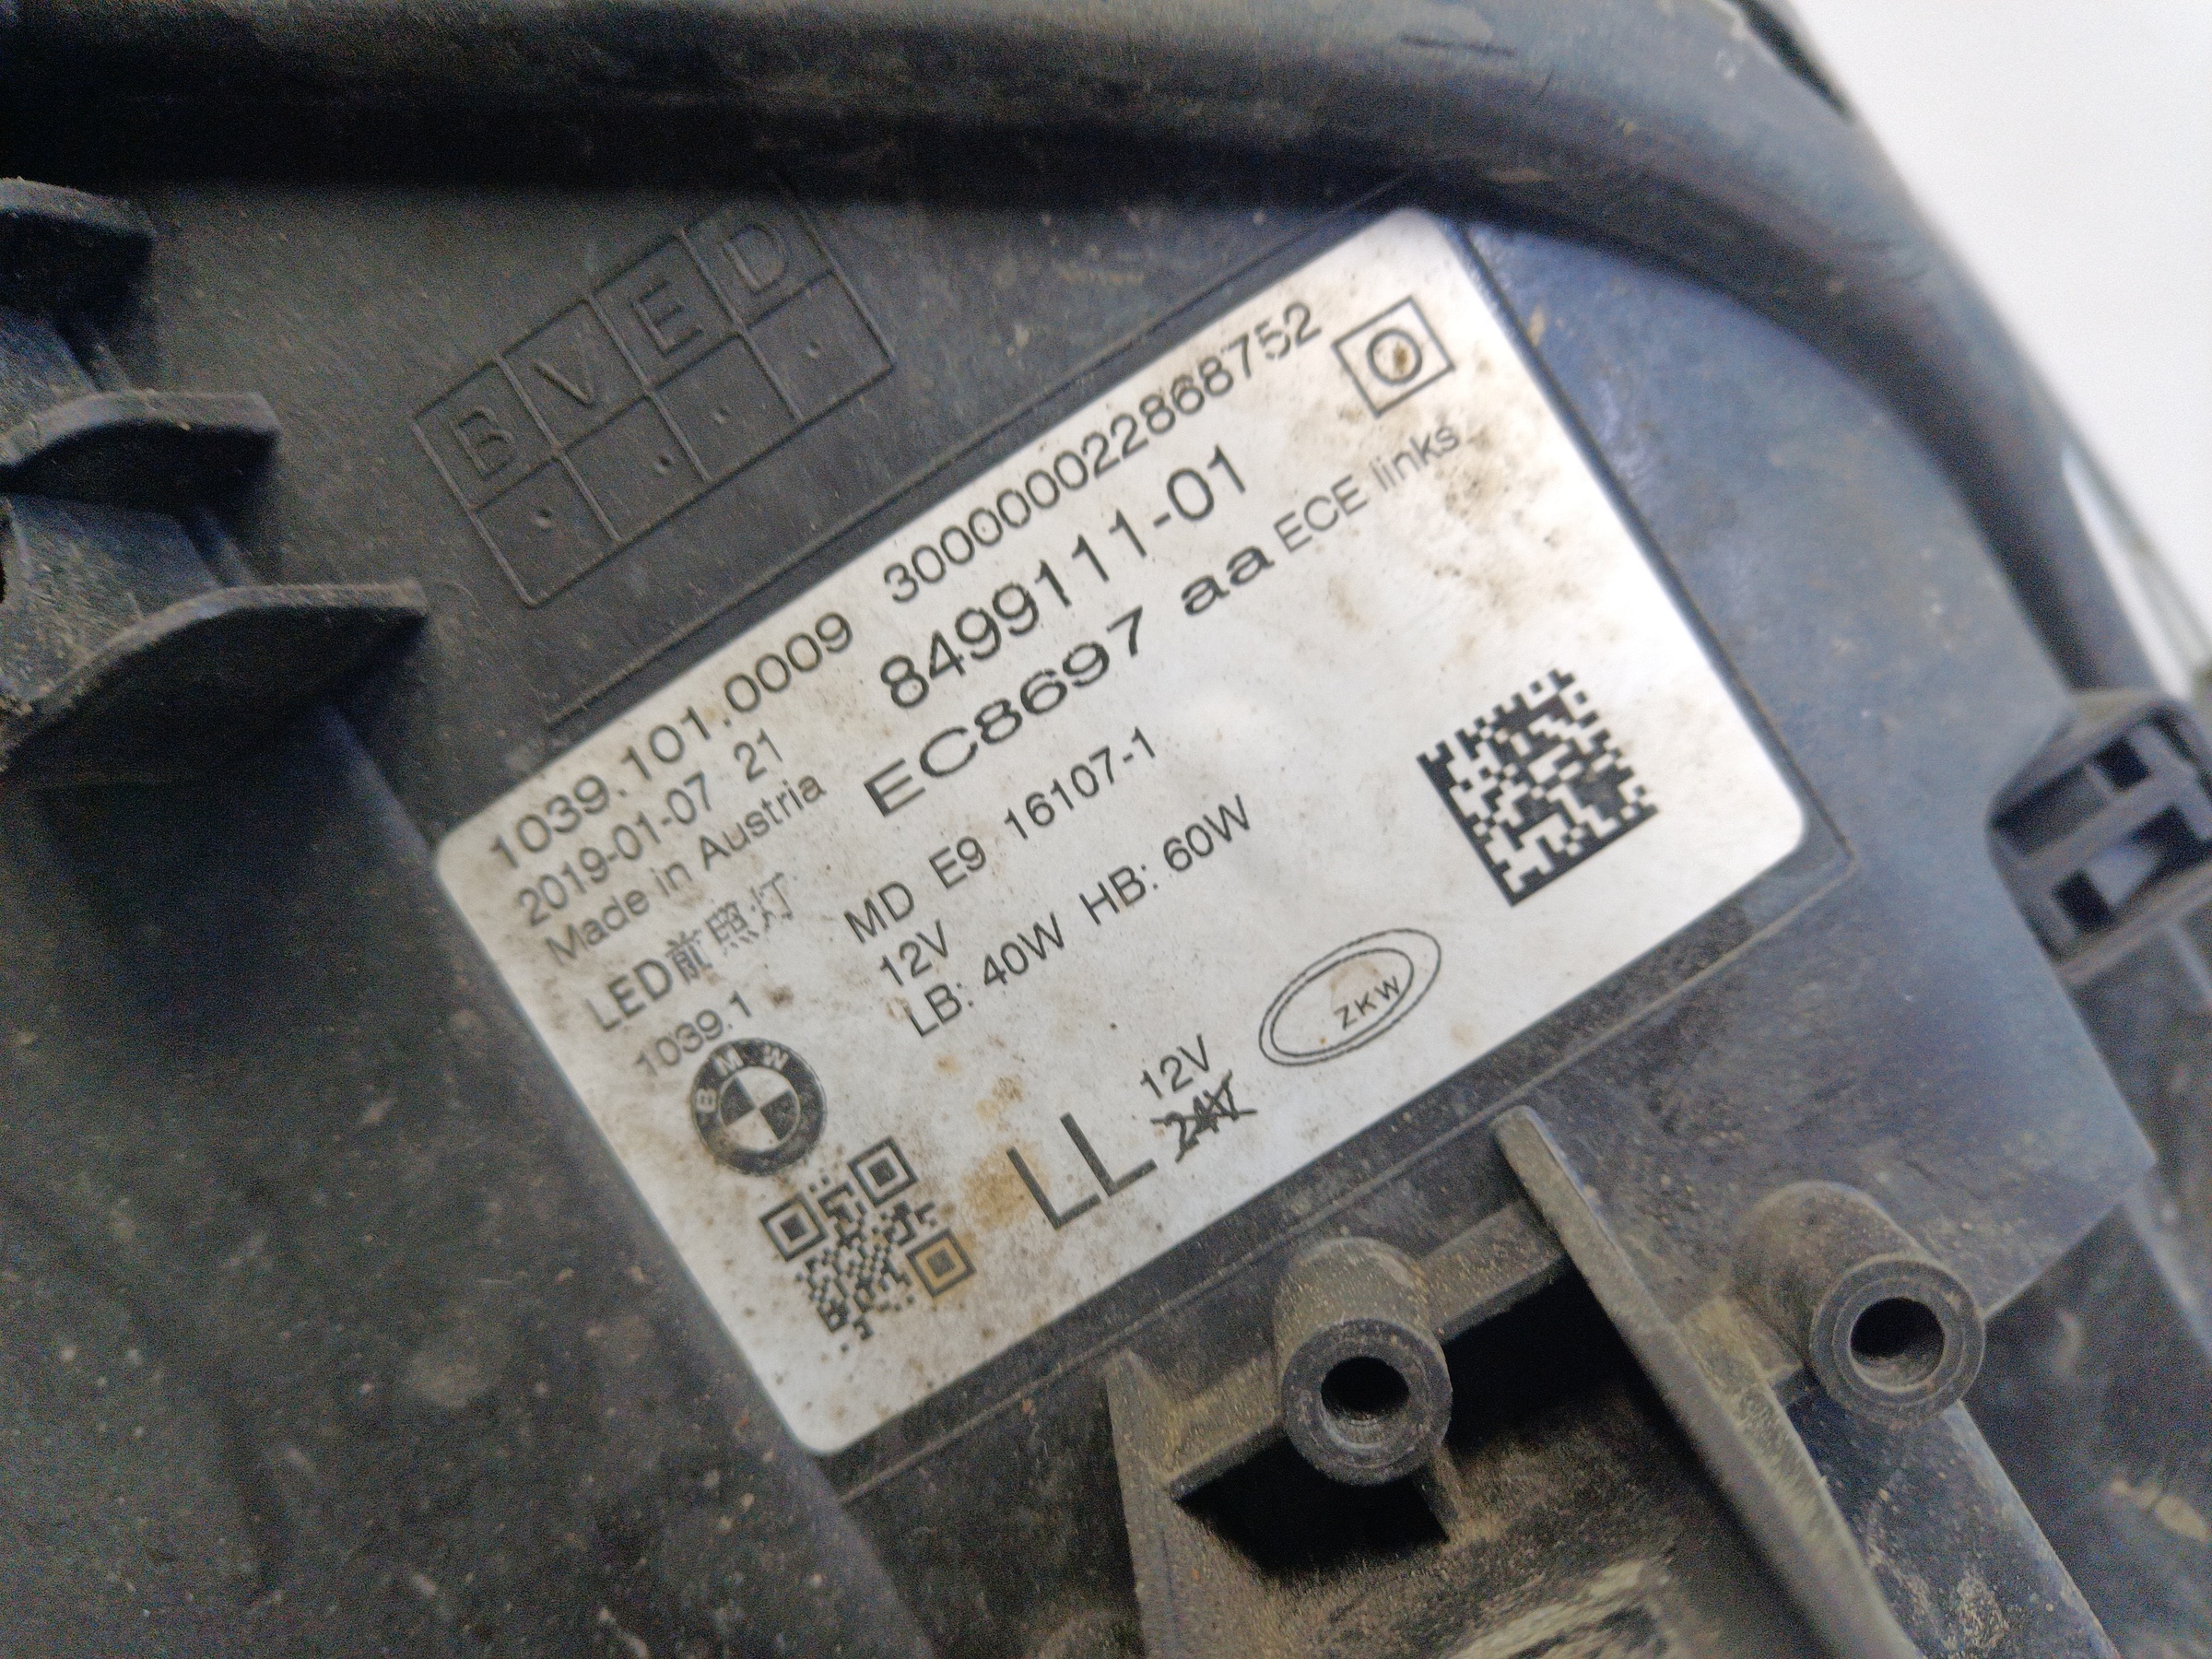 B V E D
1039.101.0009 300000022868752
2019-01-07 21 8499111-01 O
Made in Austria EC8697 aa ECE links
LED前照灯 MD E9 16107-1
12V
1039.1 LB: 40W HB: 60W
BMW
LL 12V
24V
ZKW